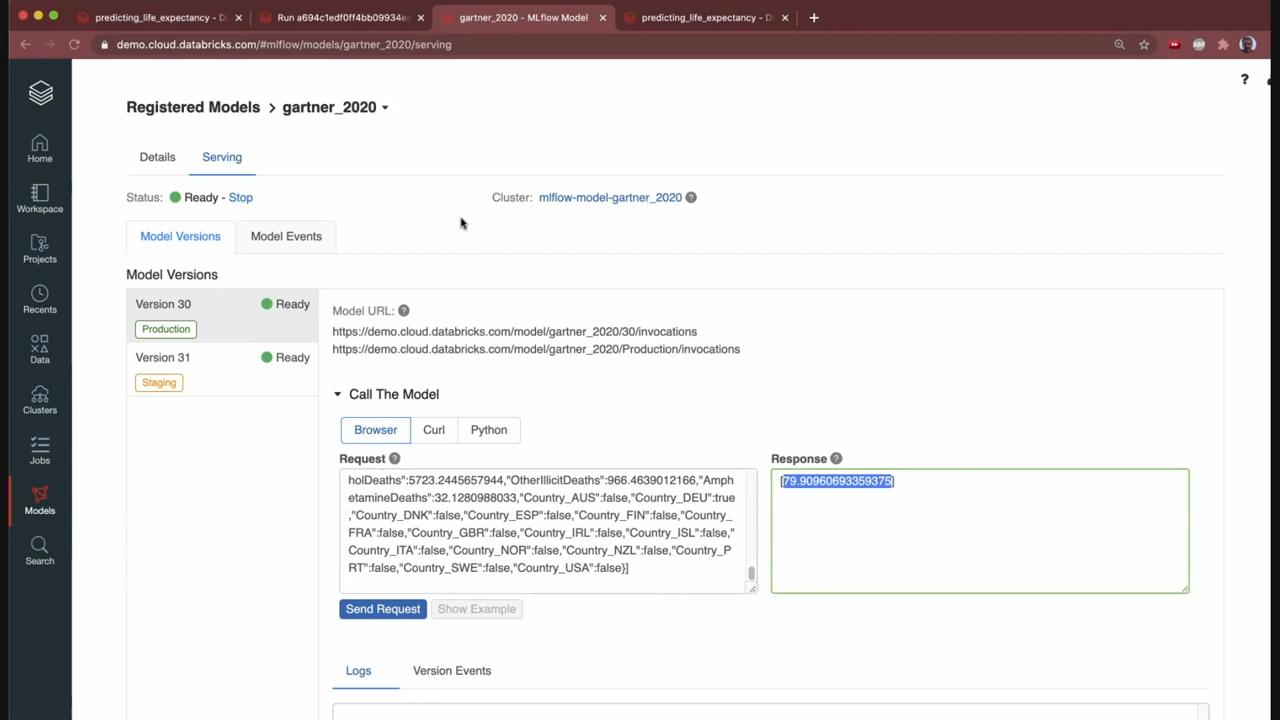 predicting_life_expectancy - D
Run a694c1edf0ff4bb09934e
gartner_2020 - MLflow Model
predicting_life_expectancy - D
demo.cloud.databricks.com/#mlflow/models/gartner_2020/serving
ABP
?
Registered Models > gartner_2020
Details
Serving
Status: Ready - Stop
Cluster: mlflow-model-gartner_2020 ?
Model Versions
Model Events
Model Versions
Version 30 Ready
Production
Version 31 Ready
Staging
Model URL: ?
https://demo.cloud.databricks.com/model/gartner_2020/30/invocations
https://demo.cloud.databricks.com/model/gartner_2020/Production/invocations
Call The Model
Browser
Curl
Python
Request ?
holDeaths":5723.2445657944,"OtherIllicitDeaths":966.4639012166,"Amph
etamineDeaths":32.1280988033,"Country_AUS":false,"Country_DEU":true
,"Country_DNK":false,"Country_ESP":false,"Country_FIN":false,"Country_
FRA":false,"Country_GBR":false,"Country_IRL":false,"Country_ISL":false,"
Country_ITA":false,"Country_NOR":false,"Country_NZL":false,"Country_P
RT":false,"Country_SWE":false,"Country_USA":false}]
Response ?
[79.90960693359375]
Send Request
Show Example
Logs
Version Events
Home
Workspace
Projects
Recents
Data
Clusters
Jobs
Models
Search